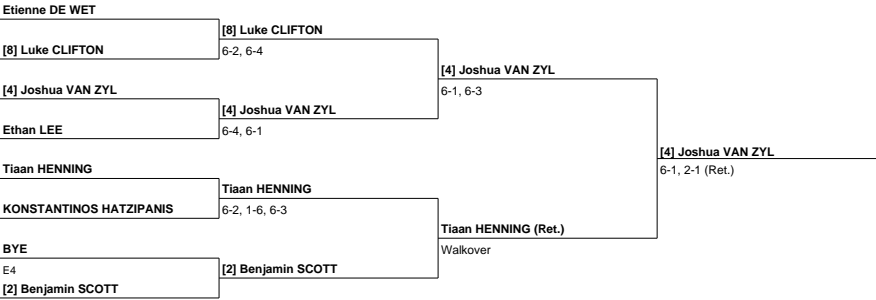 Etienne DE WET
[8] Luke CLIFTON
[8] Luke CLIFTON
6-2, 6-4
[4] Joshua VAN ZYL
[4] Joshua VAN ZYL
6-1, 6-3
[4] Joshua VAN ZYL
Ethan LEE
6-4, 6-1
[4] Joshua VAN ZYL
6-1, 2-1 (Ret.)
Tiaan HENNING
Tiaan HENNING
KONSTANTINOS HATZIPANIS
6-2, 1-6, 6-3
Tiaan HENNING (Ret.)
Walkover
BYE
E4
[2] Benjamin SCOTT
[2] Benjamin SCOTT